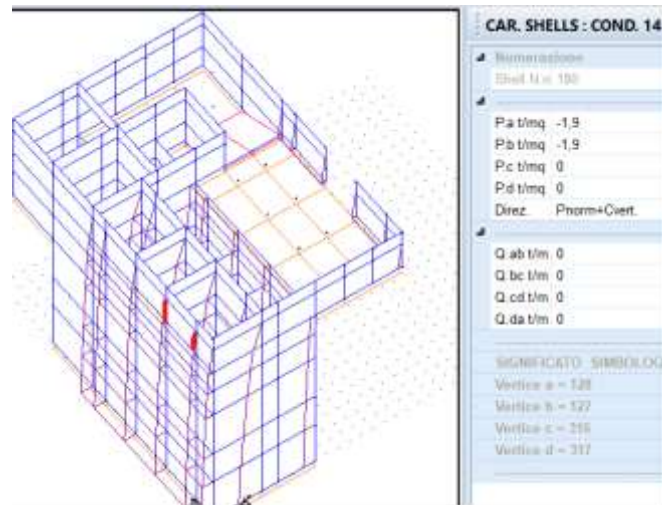 CAR. SHELLS : COND. 14
Numerazione
Shell N.o 180
P.a t/mq -1,9
P.b t/mq -1,9
P.c t/mq 0
P.d t/mq 0
Direz. Pnorm+Cvert.
Q.ab t/m 0
Q.bc t/m 0
Q.cd t/m 0
Q.da t/m 0
SIGNIFICATO SIMBOLOG
Vertice a = 128
Vertice b = 127
Vertice c = 316
Vertice d = 317